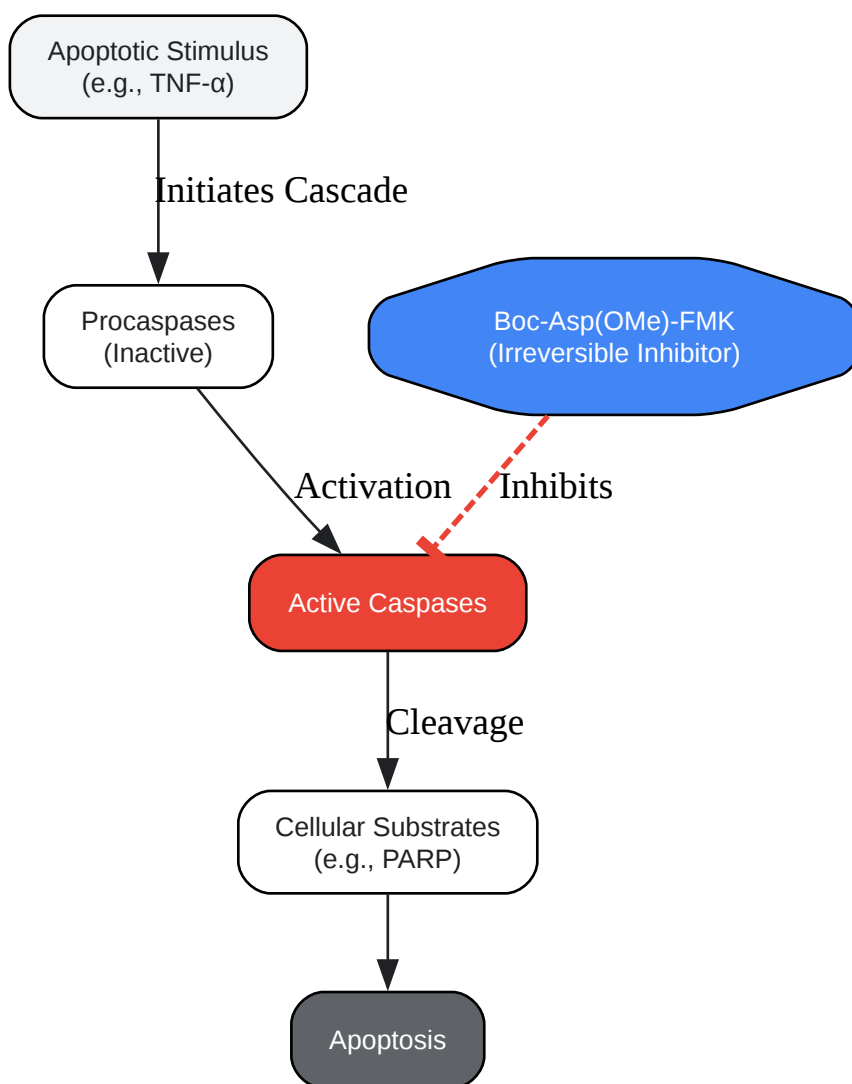 Apoptotic Stimulus
(e.g., TNF-α)
Initiates Cascade
Procaspases
(Inactive)
Boc-Asp(OMe)-FMK
(Irreversible Inhibitor)
Activation
Inhibits
Active Caspases
Cleavage
Cellular Substrates
(e.g., PARP)
Apoptosis